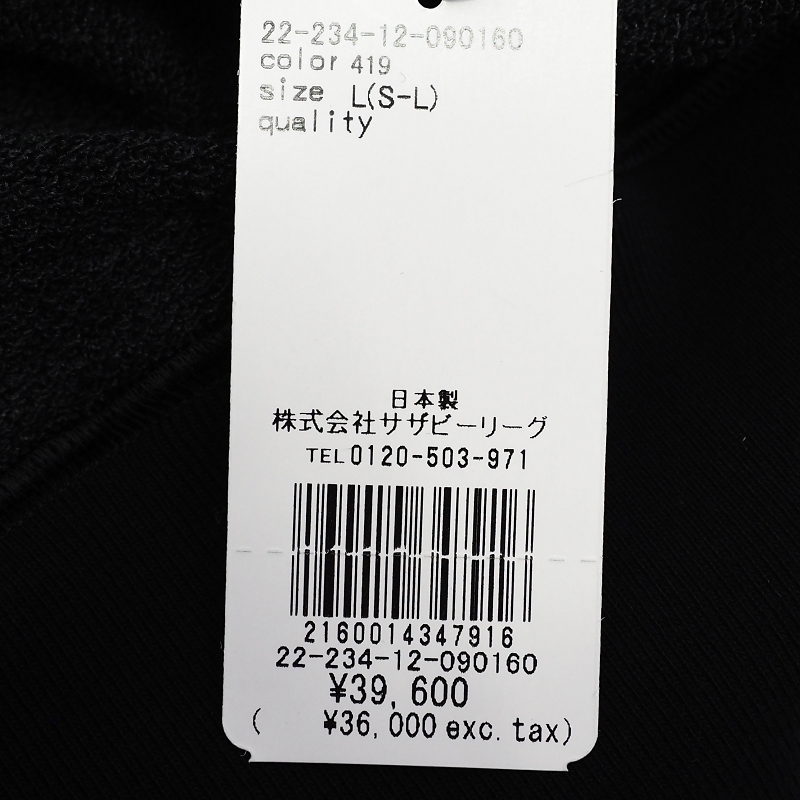 22-234-12-090160
color 419
size L(S-L)
quality
日本製
株式会社サザビーリーグ
TEL 0120-503-971
2160014347916
22-234-12-090160
¥39,600
( ¥36,000 exc. tax)